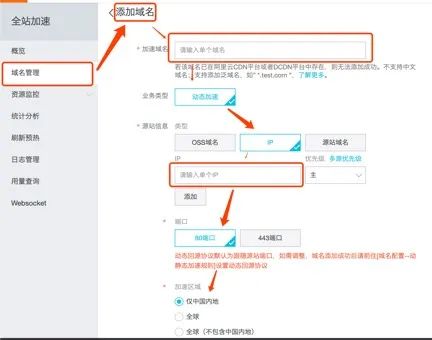 全站加速
添加域名
概览
域名管理
资源监控
统计分析
刷新预热
日志管理
用量查询
Websocket
* 加速域名
请输入单个域名
若该域名已在阿里云CDN平台或者DCDN平台中存在，则无法添加成功。不支持中文
域名，支持添加泛域名，如" *.test.com "，了解更多。
业务类型
动态加速
* 源站信息
类型
OSS域名
IP
源站域名
IP
优先级
多源优先级
请输入单个IP
主
添加
* 端口
80端口
443端口
动态回源协议默认为跟随源站端口，如需调整，域名添加成功后请前往[域名配置--动
静态加速规则]设置动态回源协议
* 加速区域
仅中国内地
全球
全球（不包含中国内地）